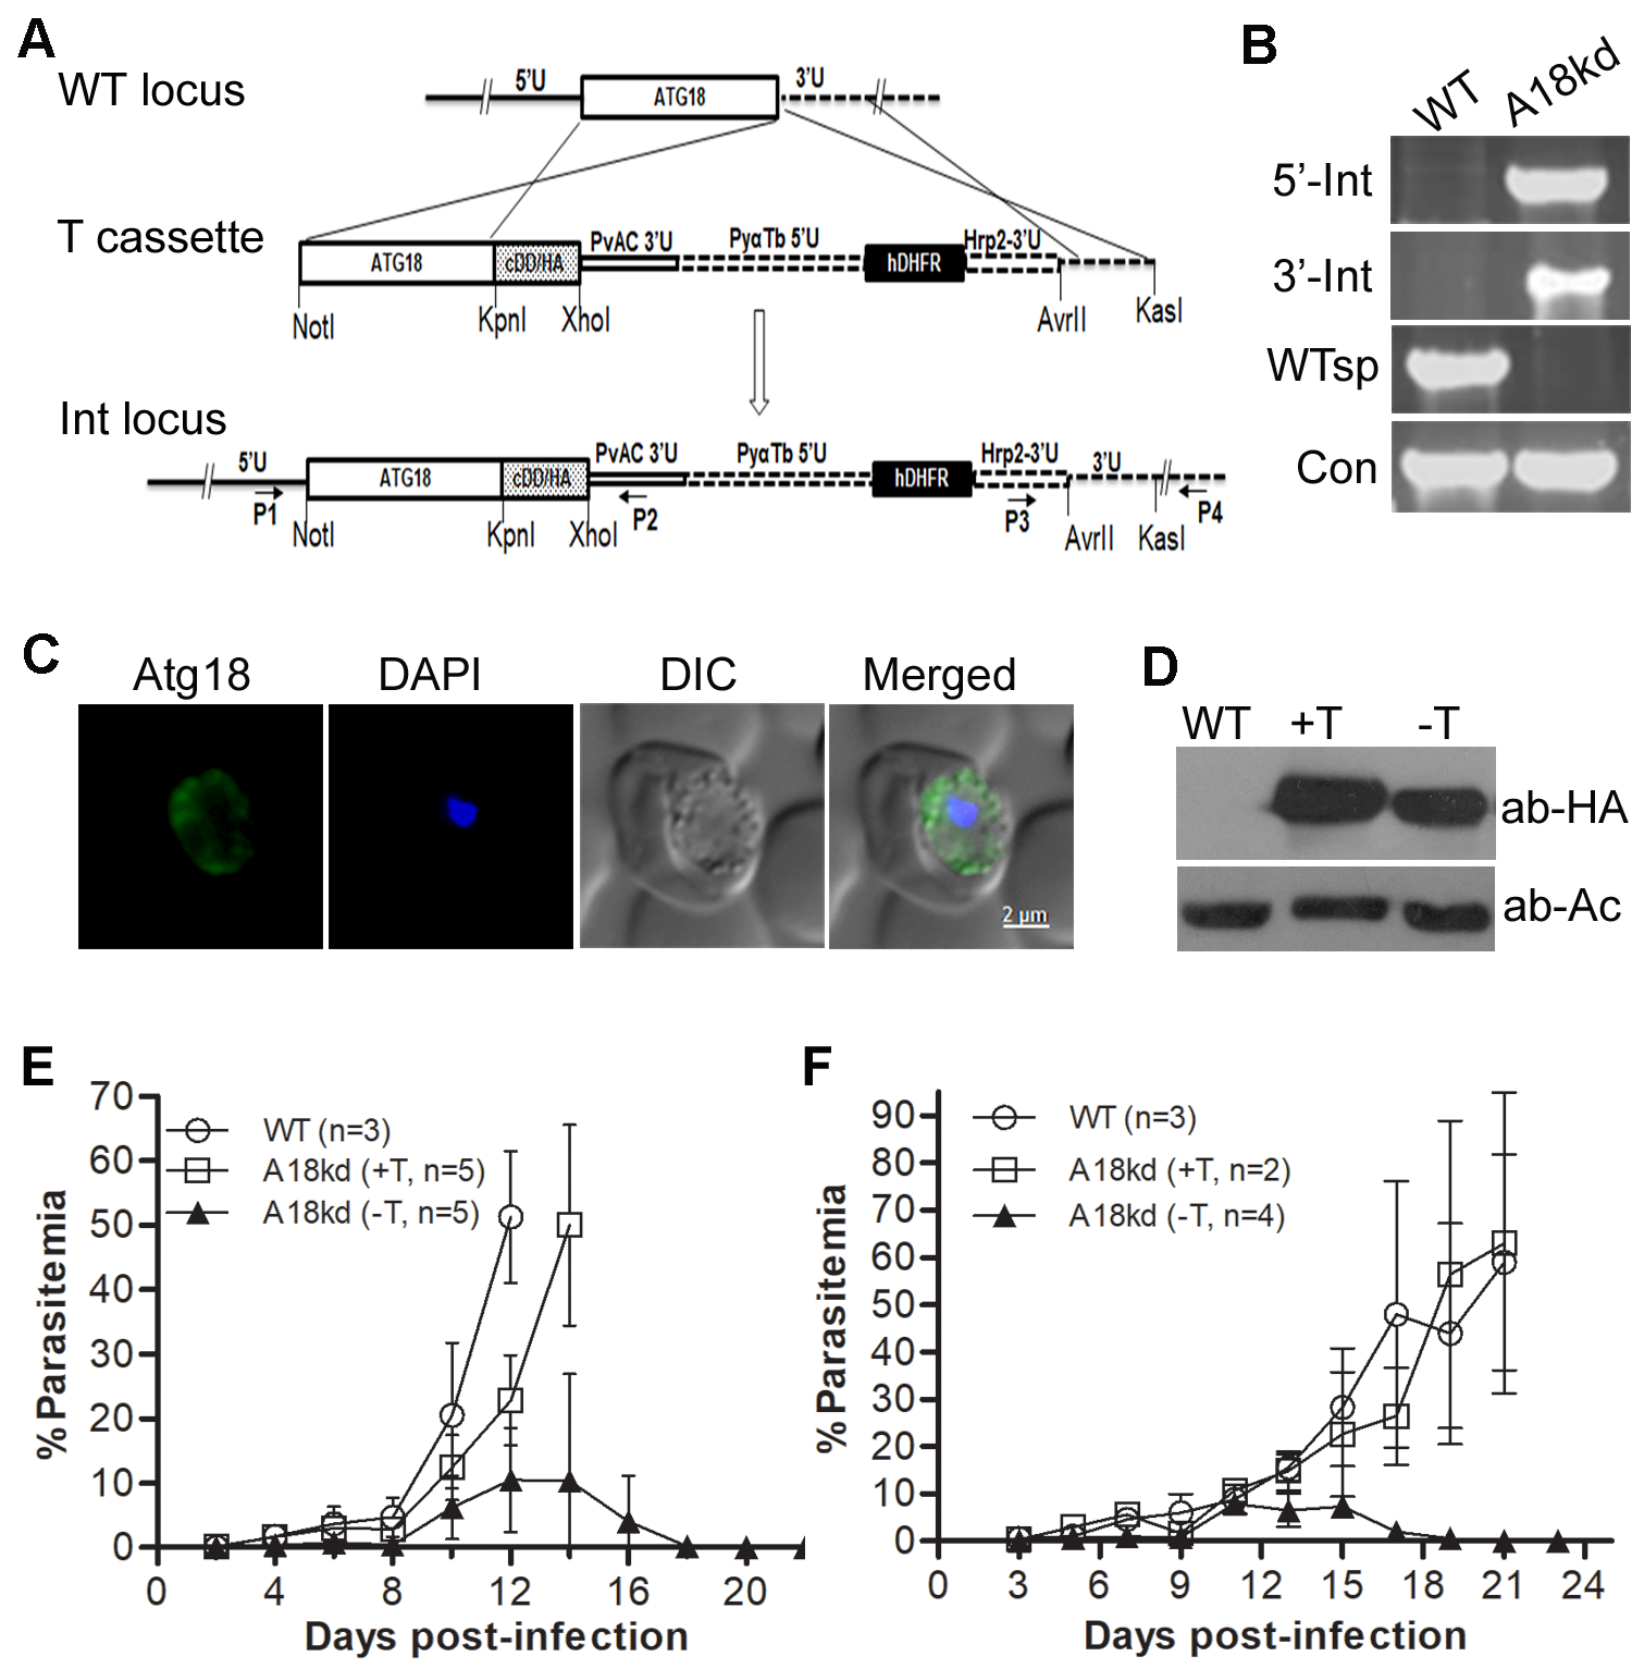 A
WT locus
5'U
ATG18
3'U
T cassette
ATG18
cDD/HA
PvAC 3'U
PyαTb 5'U
hDHFR
Hrp2-3'U
NotI
KpnI
XhoI
AvrII
KasI
Int locus
5'U
ATG18
cDD/HA
PvAC 3'U
PyαTb 5'U
hDHFR
Hrp2-3'U
3'U
P1
P2
P3
P4
NotI
KpnI
XhoI
AvrII
KasI
B
WT
A18kd
5'-Int
3'-Int
WTsp
Con
C
Atg18
DAPI
DIC
Merged
2 µm
D
WT
+T
-T
ab-HA
ab-Ac
E
70
60
50
40
30
20
10
0
% Parasitemia
WT (n=3)
A18kd (+T, n=5)
A18kd (-T, n=5)
0 4 8 12 16 20
Days post-infection
F
90
80
70
60
50
40
30
20
10
0
% Parasitemia
WT (n=3)
A18kd (+T, n=2)
A18kd (-T, n=4)
0 3 6 9 12 15 18 21 24
Days post-infection